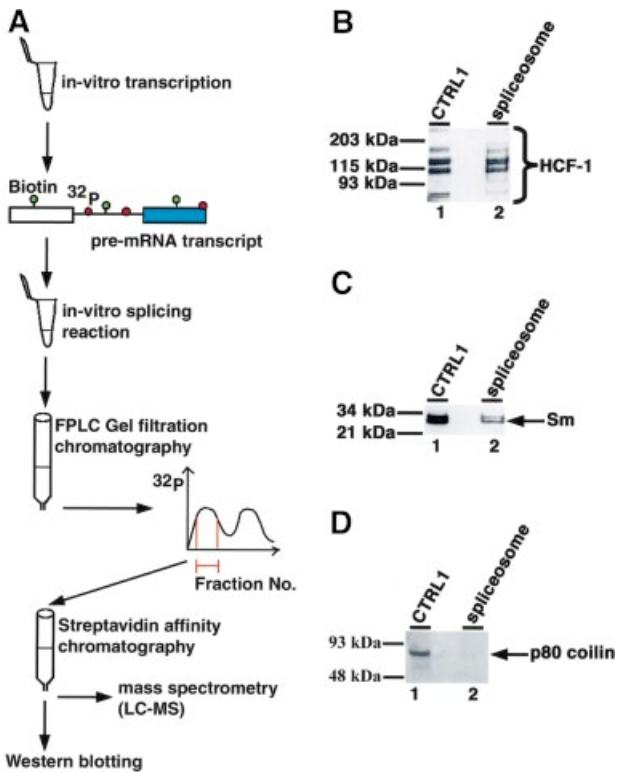 A
in-vitro transcription
Biotin
32P
pre-mRNA transcript
in-vitro splicing
reaction
FPLC Gel filtration
chromatography
32P
Fraction No.
Streptavidin affinity
chromatography
mass spectrometry
(LC-MS)
Western blotting
B
CTRL1
spliceosome
203 kDa
115 kDa
93 kDa
HCF-1
1
2
C
CTRL1
spliceosome
34 kDa
21 kDa
Sm
1
2
D
CTRL1
spliceosome
93 kDa
48 kDa
p80 coilin
1
2